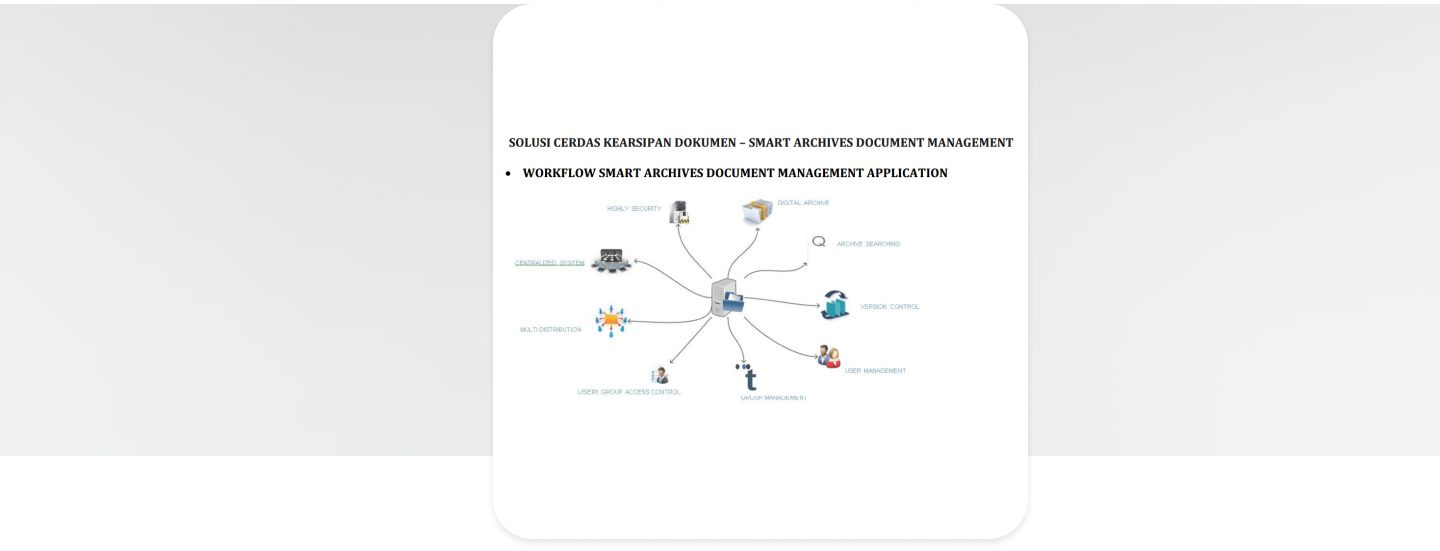 SOLUSI CERDAS KEARSIPAN DOKUMEN – SMART ARCHIVES DOCUMENT MANAGEMENT
• WORKFLOW SMART ARCHIVES DOCUMENT MANAGEMENT APPLICATION
HIGHLY SECURITY
DIGITAL ARCHIVE
ARCHIVE SEARCHING
CENTRALIZED SYSTEM
VERSION CONTROL
MULTI DISTRIBUTION
USER MANAGEMENT
USER/ GROUP ACCESS CONTROL
GROUP MANAGEMENT